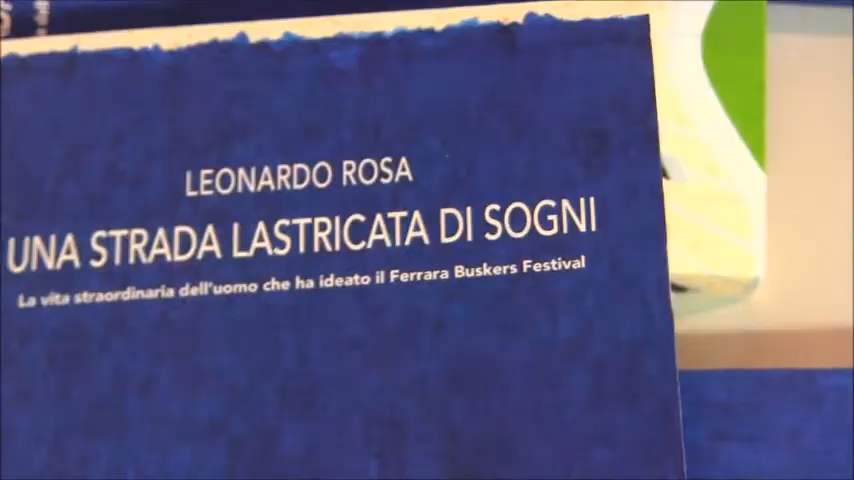 LEONARDO ROSA
UNA STRADA LASTRICATA DI SOGNI
La vita straordinaria dell'uomo che ha ideato il Ferrara Buskers Festival